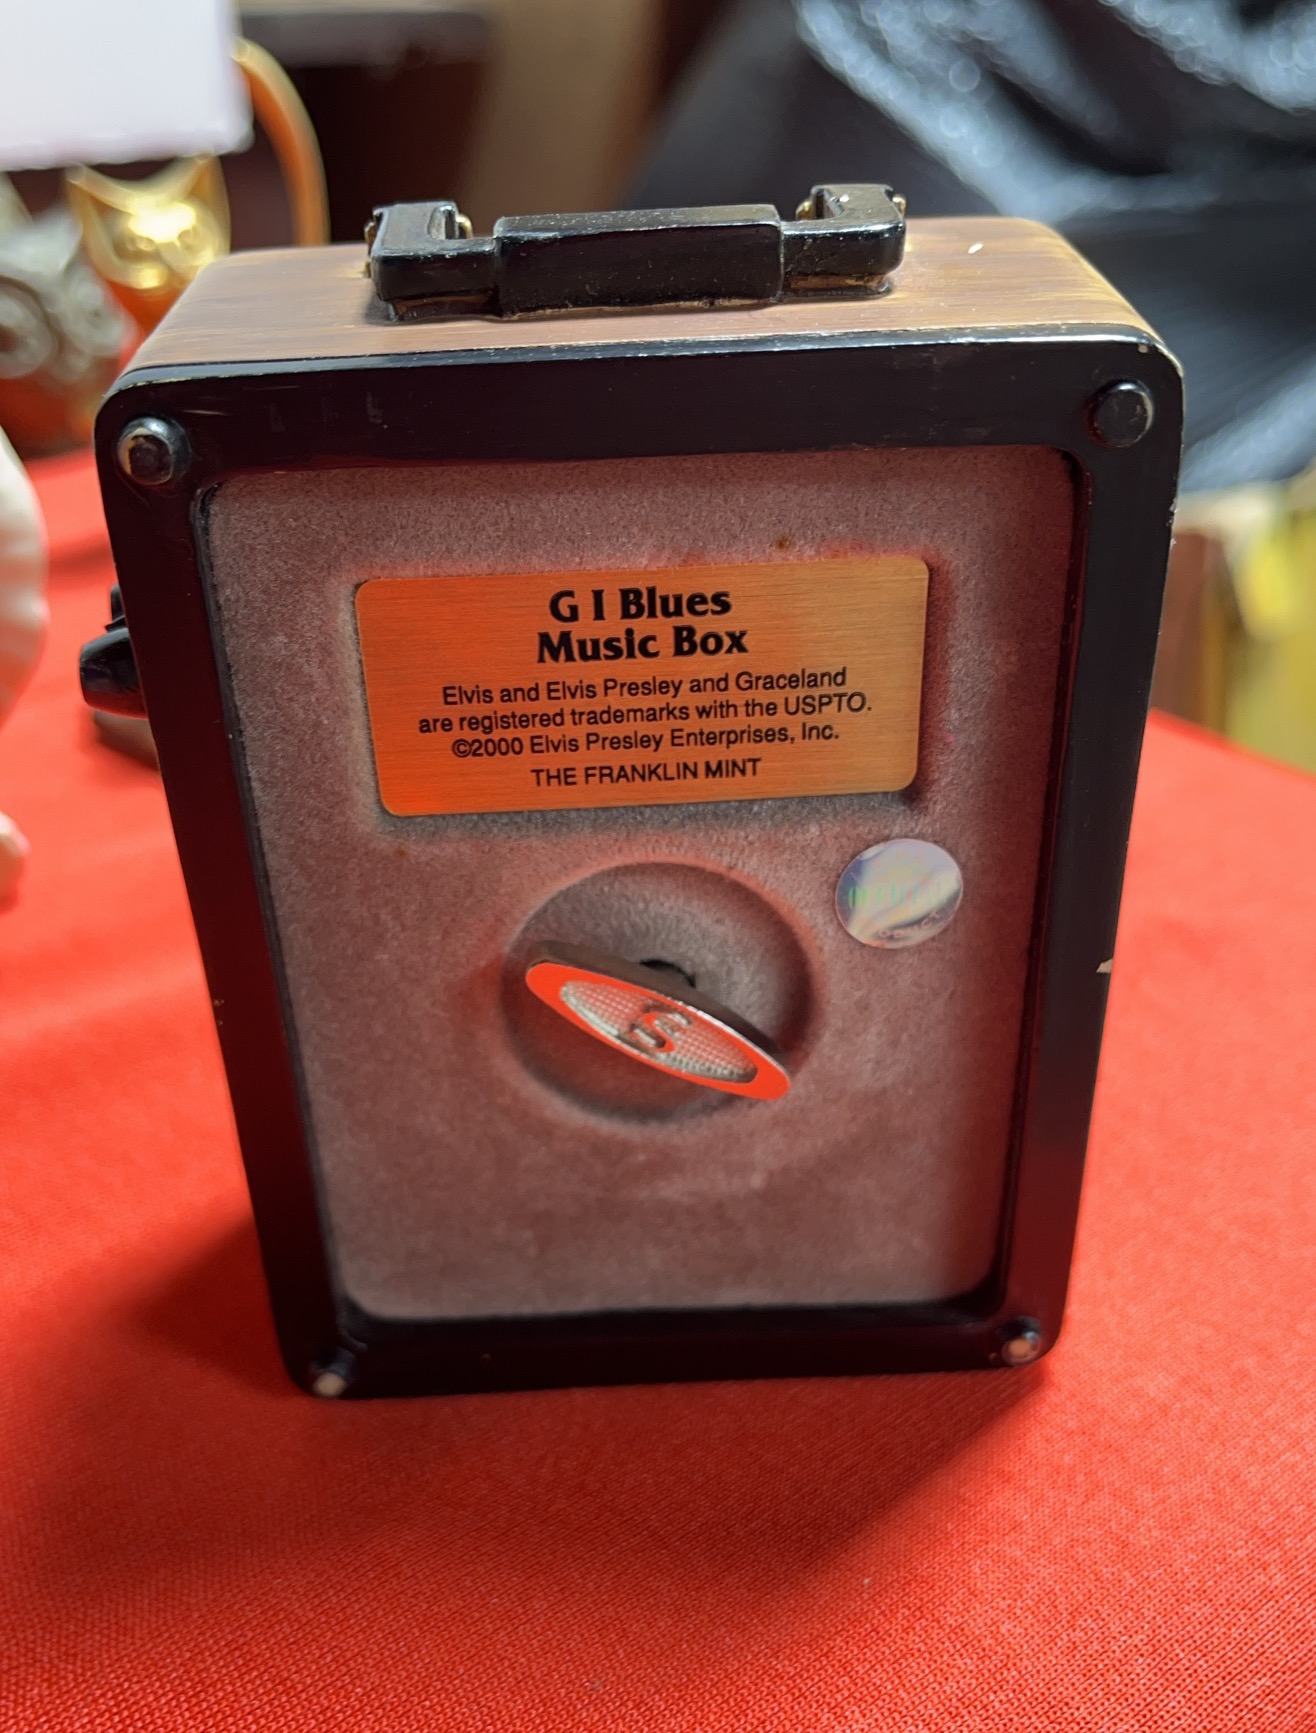 G I Blues
Music Box
Elvis and Elvis Presley and Graceland
are registered trademarks with the USPTO.
©2000 Elvis Presley Enterprises, Inc.
THE FRANKLIN MINT
S